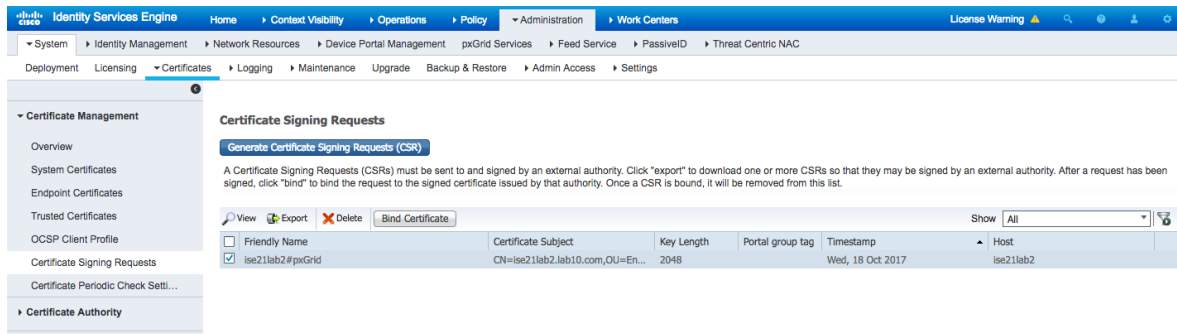 cisco Identity Services Engine Home Context Visibility Operations Policy Administration Work Centers License Warning
System Identity Management Network Resources Device Portal Management pxGrid Services Feed Service PassiveID Threat Centric NAC
Deployment Licensing Certificates Logging Maintenance Upgrade Backup & Restore Admin Access Settings
Certificate Management
Overview
System Certificates
Endpoint Certificates
Trusted Certificates
OCSP Client Profile
Certificate Signing Requests
Certificate Periodic Check Setti...
Certificate Authority
Certificate Signing Requests
Generate Certificate Signing Requests (CSR)
A Certificate Signing Requests (CSRs) must be sent to and signed by an external authority. Click "export" to download one or more CSRs so that they may be signed by an external authority. After a request has been
signed, click "bind" to bind the request to the signed certificate issued by that authority. Once a CSR is bound, it will be removed from this list.
View Export Delete Bind Certificate Show All
Friendly Name Certificate Subject Key Length Portal group tag Timestamp Host
ise21lab2#pxGrid CN=ise21lab2.lab10.com,OU=En... 2048 Wed, 18 Oct 2017 ise21lab2